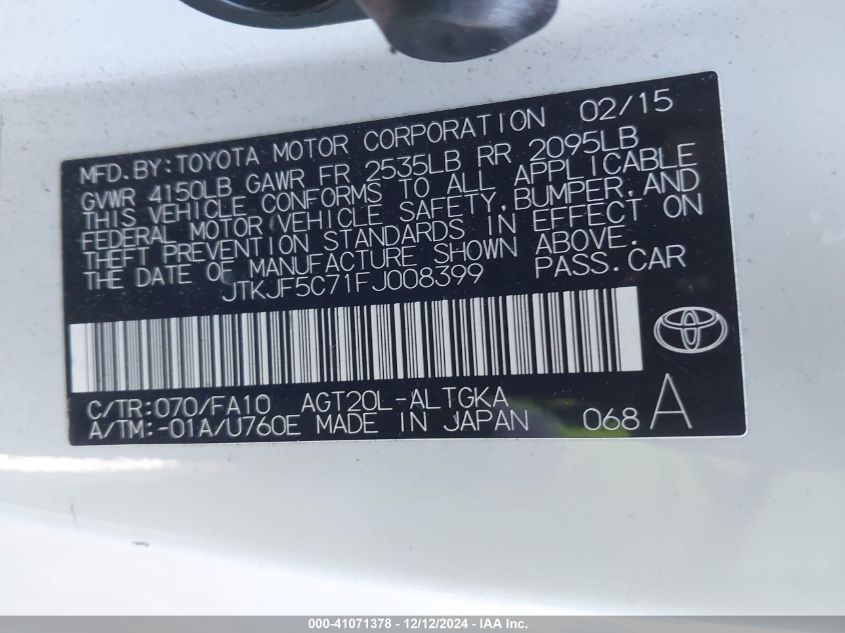 MFD. BY: TOYOTA MOTOR CORPORATION 02/15
GVWR 4150LB GAWR FR 2535LB RR 2095LB
THIS VEHICLE CONFORMS TO ALL APPLICABLE
FEDERAL MOTOR VEHICLE SAFETY, BUMPER, AND
THEFT PREVENTION STANDARDS IN EFFECT ON
THE DATE OF MANUFACTURE SHOWN ABOVE.
JTKJF5C71FJ008399 PASS. CAR
C/TR: 070/FA10 AGT20L-ALTGKA
A/TM: -01A/U760E MADE IN JAPAN 068 A
000-41071378 - 12/12/2024 - IAA Inc.